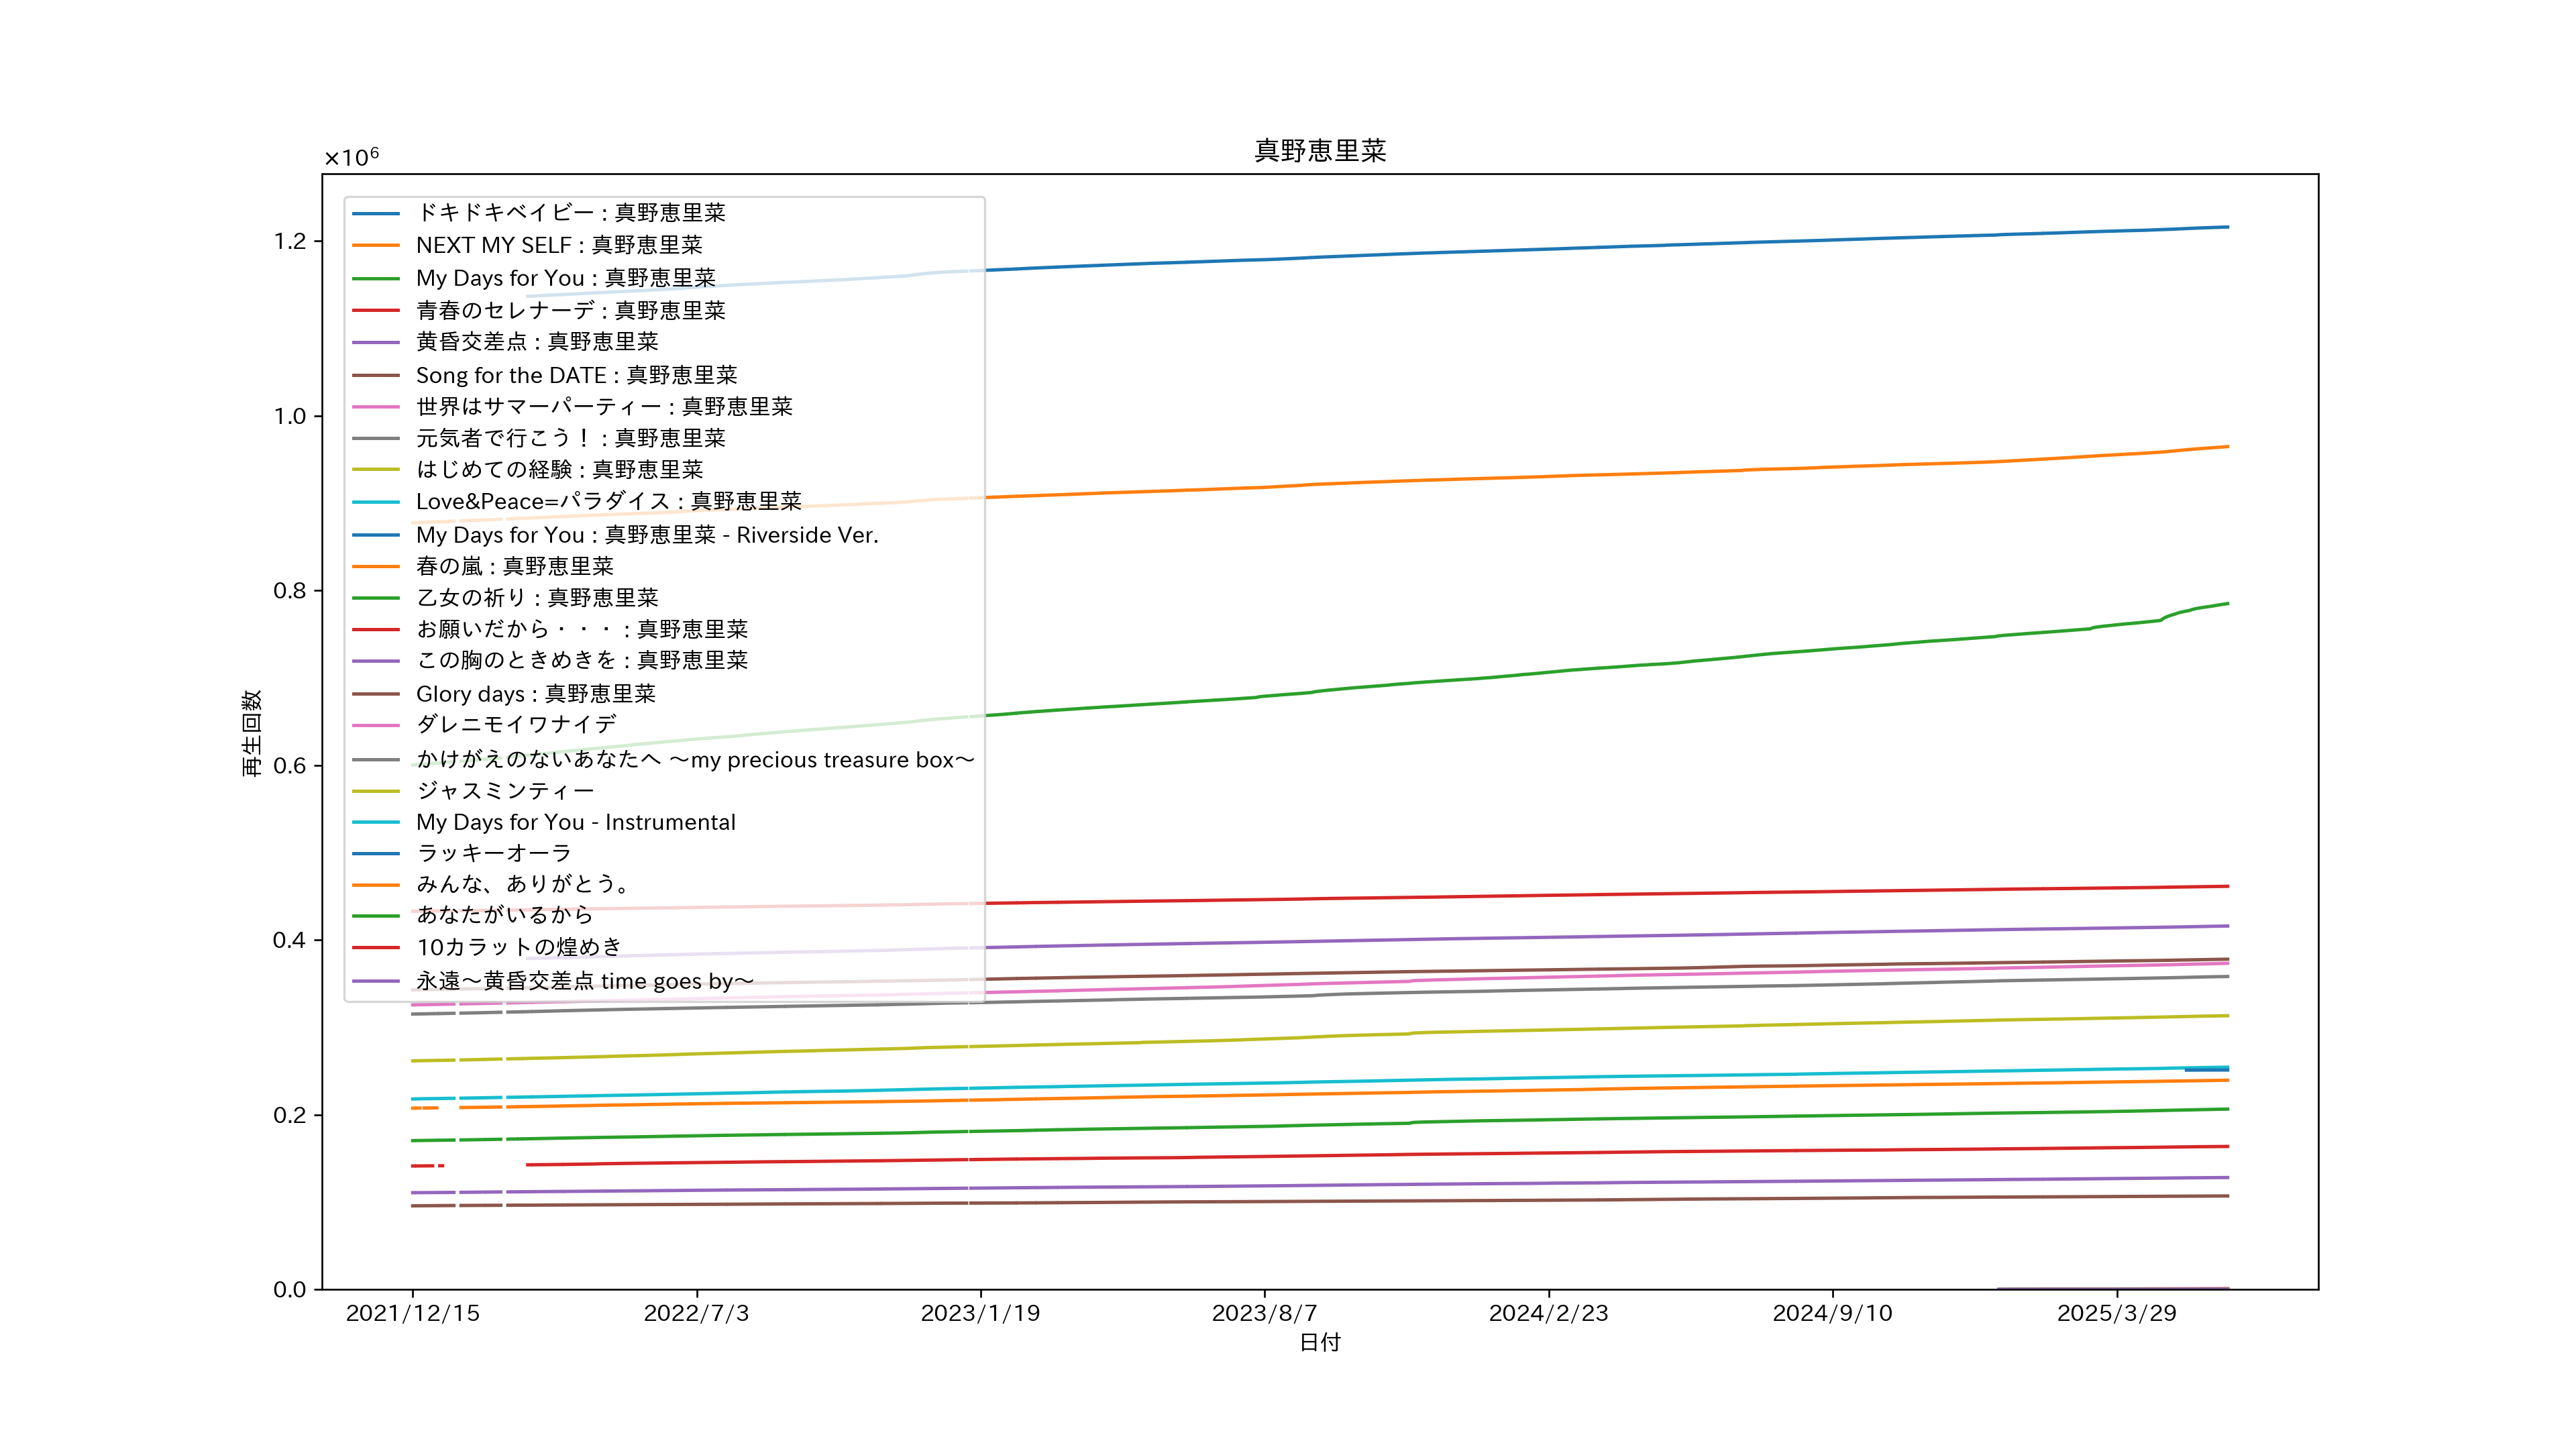 真野恵里菜
×10⁶
ドキドキベイビー : 真野恵里菜
NEXT MY SELF : 真野恵里菜
My Days for You : 真野恵里菜
青春のセレナーデ : 真野恵里菜
黄昏交差点 : 真野恵里菜
Song for the DATE : 真野恵里菜
世界はサマーパーティー : 真野恵里菜
元気者で行こう！ : 真野恵里菜
はじめての経験 : 真野恵里菜
Love&Peace=パラダイス : 真野恵里菜
My Days for You : 真野恵里菜 - Riverside Ver.
春の嵐 : 真野恵里菜
乙女の祈り : 真野恵里菜
お願いだから・・・ : 真野恵里菜
この胸のときめきを : 真野恵里菜
Glory days : 真野恵里菜
ダレニモイワナイデ
かけがえのないあなたへ ～my precious treasure box～
ジャスミンティー
My Days for You - Instrumental
ラッキーオーラ
みんな、ありがとう。
あなたがいるから
10カラットの煌めき
永遠～黄昏交差点 time goes by～
1.2
1.0
0.8
0.6
0.4
0.2
0.0
再生回数
2021/12/15
2022/7/3
2023/1/19
2023/8/7
2024/2/23
2024/9/10
2025/3/29
日付